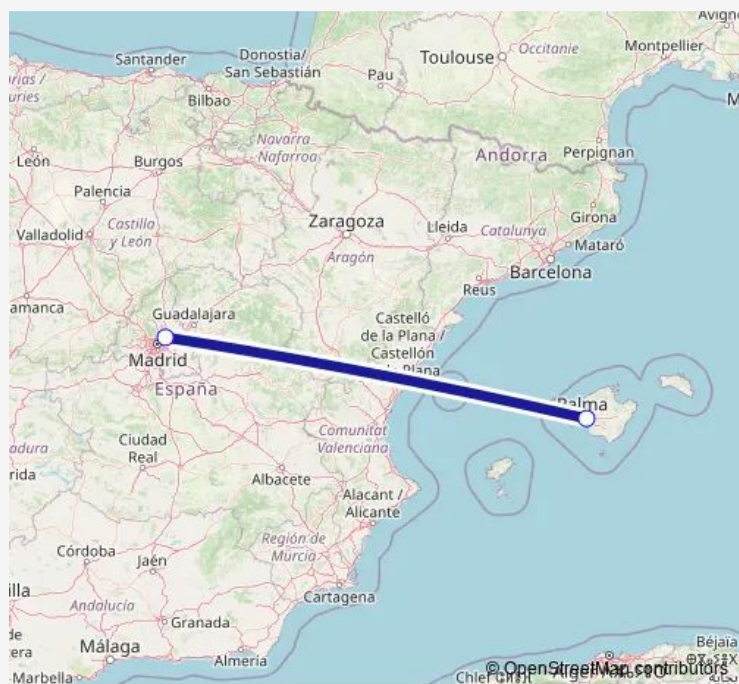 Avign
Santander
Donostia/
San Sebastián
Toulouse
Occitanie
Montpellier
Pau
Bilbao
León
Burgos
Navarra
Nafarroa
Andorra
Perpignan
Palencia
Castilla
y León
Valladolid
Zaragoza
Lleida
Catalunya
Girona
Mataró
Aragón
Barcelona
Reus
amanca
Guadalajara
Castelló
de la Plana /
Castellón
Plana
Madrid
España
Palma
Comunitat
Valenciana
Ciudad
Real
Albacete
Alacant /
Alicante
Córdoba
Jaén
Región de
Murcia
Cartagena
Andalucía
Granada
Málaga
Almería
Marbella
Béjaïa
© OpenStreetMap contributors